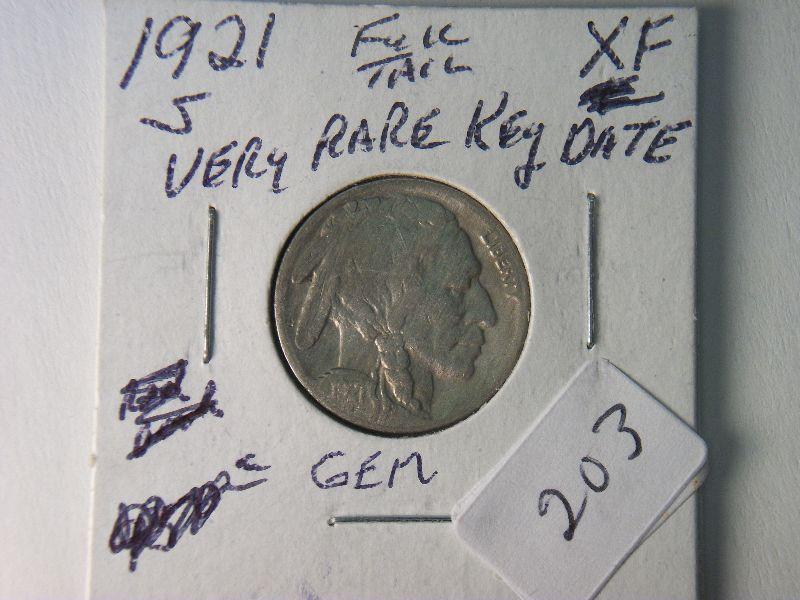 1921 FULL XF
S TAIL
VERy RARE Key DATE
LIBERTY
1921
GEM
203